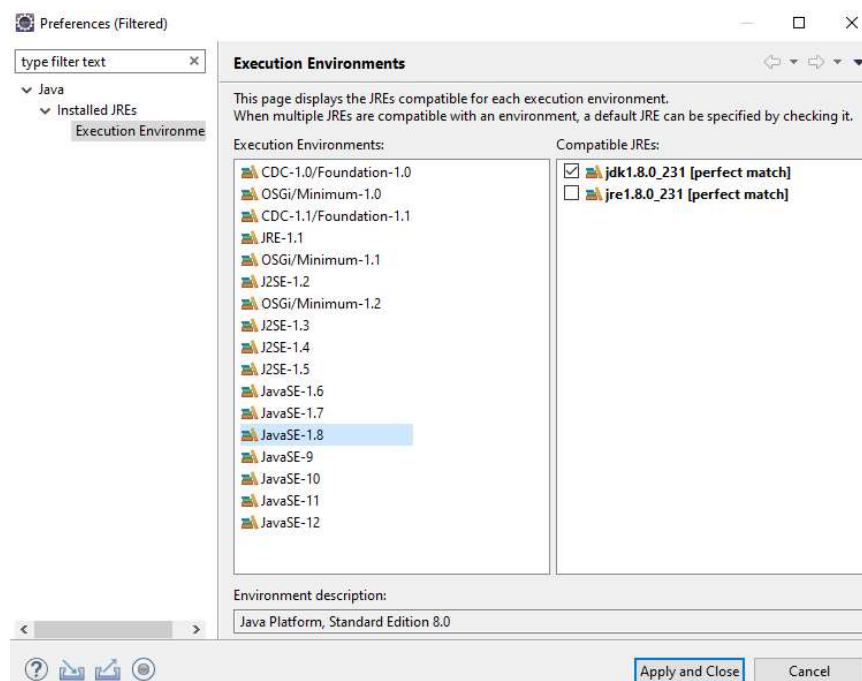 Preferences (Filtered)
type filter text
Java
Installed JREs
Execution Environme
Execution Environments
This page displays the JREs compatible for each execution environment.
When multiple JREs are compatible with an environment, a default JRE can be specified by checking it.
Execution Environments:
CDC-1.0/Foundation-1.0
OSGi/Minimum-1.0
CDC-1.1/Foundation-1.1
JRE-1.1
OSGi/Minimum-1.1
J2SE-1.2
OSGi/Minimum-1.2
J2SE-1.3
J2SE-1.4
J2SE-1.5
JavaSE-1.6
JavaSE-1.7
JavaSE-1.8
JavaSE-9
JavaSE-10
JavaSE-11
JavaSE-12
Compatible JREs:
jdk1.8.0_231 [perfect match]
jre1.8.0_231 [perfect match]
Environment description:
Java Platform, Standard Edition 8.0
Apply and Close
Cancel